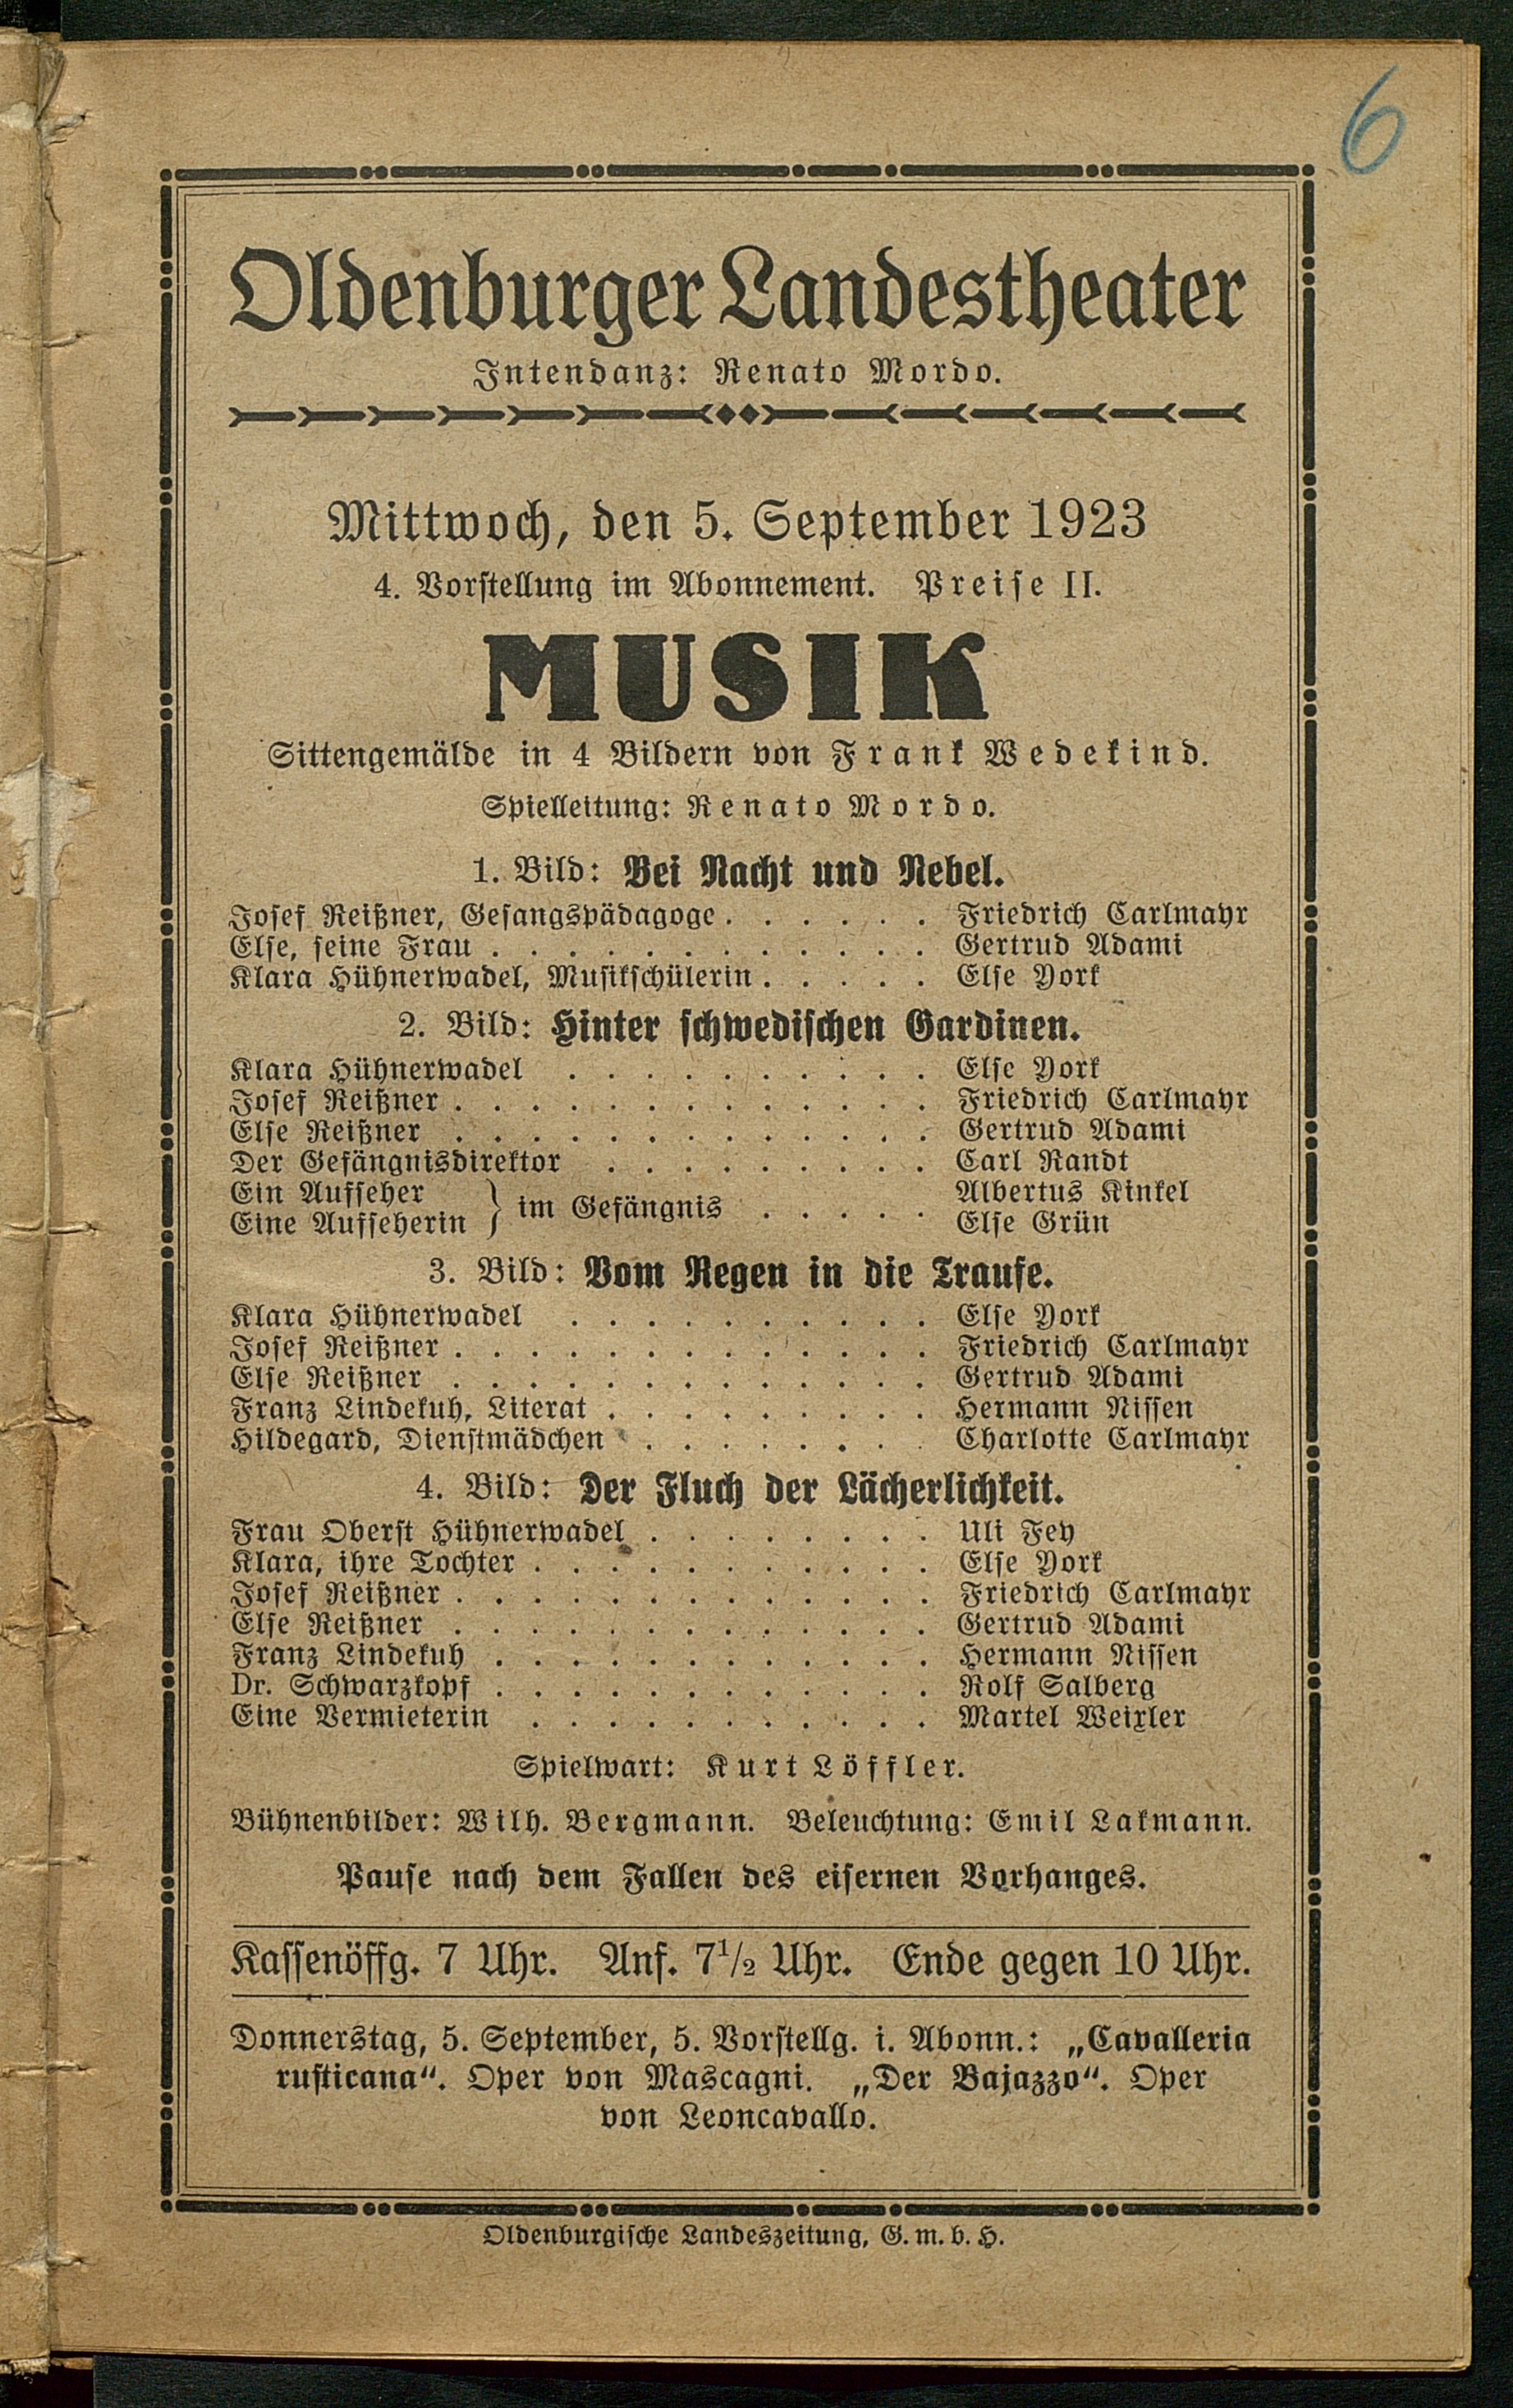 6
Oldenburger Landestheater
Intendanz: Renato Mordo.
Mittwoch, den 5. September 1923
4. Vorstellung im Abonnement. Preise II.
MUSIK
Sittengemälde in 4 Bildern von Frank Wedekind.
Spielleitung: Renato Mordo.
1. Bild: Bei Nacht und Nebel.
Josef Reißner, Gesangspädagoge . . . . . . Friedrich Carlmayr
Else, seine Frau . . . . . . . . . . . . Gertrud Adami
Klara Hühnerwadel, Musikschülerin . . . . . Else York
2. Bild: Hinter schwedischen Gardinen.
Klara Hühnerwadel . . . . . . . . . . Else York
Josef Reißner . . . . . . . . . . . . . Friedrich Carlmayr
Else Reißner . . . . . . . . . . . . . Gertrud Adami
Der Gefängnisdirektor . . . . . . . . . Carl Randt
Ein Aufseher } im Gefängnis . . . . . Albertus Kinkel
Eine Aufseherin } Else Grün
3. Bild: Vom Regen in die Traufe.
Klara Hühnerwadel . . . . . . . . . . Else York
Josef Reißner . . . . . . . . . . . . . Friedrich Carlmayr
Else Reißner . . . . . . . . . . . . . Gertrud Adami
Franz Lindekuh, Literat . . . . . . . . . Hermann Nissen
Hildegard, Dienstmädchen . . . . . . . . Charlotte Carlmayr
4. Bild: Der Fluch der Lächerlichkeit.
Frau Oberst Hühnerwadel . . . . . . . . Uli Fey
Klara, ihre Tochter . . . . . . . . . . . Else York
Josef Reißner . . . . . . . . . . . . . Friedrich Carlmayr
Else Reißner . . . . . . . . . . . . . Gertrud Adami
Franz Lindekuh . . . . . . . . . . . . Hermann Nissen
Dr. Schwarzkopf . . . . . . . . . . . . Rolf Salberg
Eine Vermieterin . . . . . . . . . . . Martel Weixler
Spielwart: Kurt Löffler.
Bühnenbilder: Wilh. Bergmann. Beleuchtung: Emil Lakmann.
Pause nach dem Fallen des eisernen Vorhanges.
Kassenöffg. 7 Uhr. Anf. 7½ Uhr. Ende gegen 10 Uhr.
Donnerstag, 5. September, 5. Vorstellg. i. Abonn.: „Cavalleria
rusticana“. Oper von Mascagni. „Der Bajazzo“. Oper
von Leoncavallo.
Oldenburgische Landeszeitung, G. m. b. H.